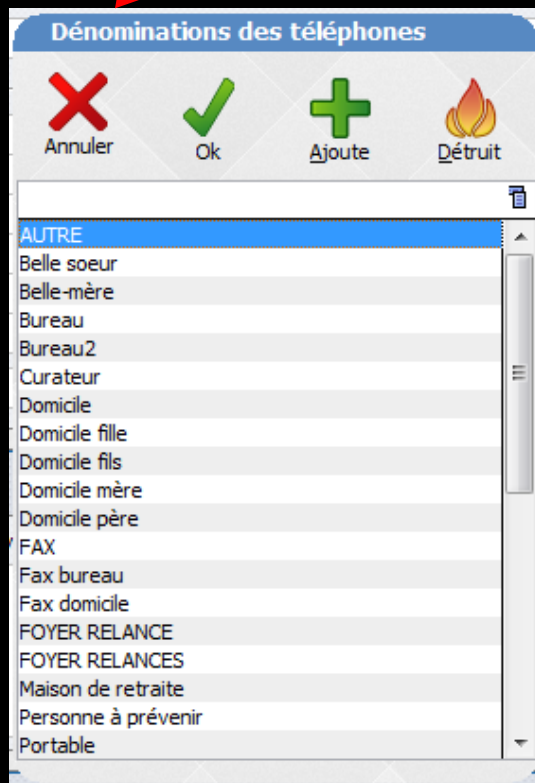 Dénominations des téléphones
Annuler Ok Ajoute Détruit
AUTRE
Belle soeur
Belle-mère
Bureau
Bureau2
Curateur
Domicile
Domicile fille
Domicile fils
Domicile mère
Domicile père
FAX
Fax bureau
Fax domicile
FOYER RELANCE
FOYER RELANCES
Maison de retraite
Personne à prévenir
Portable